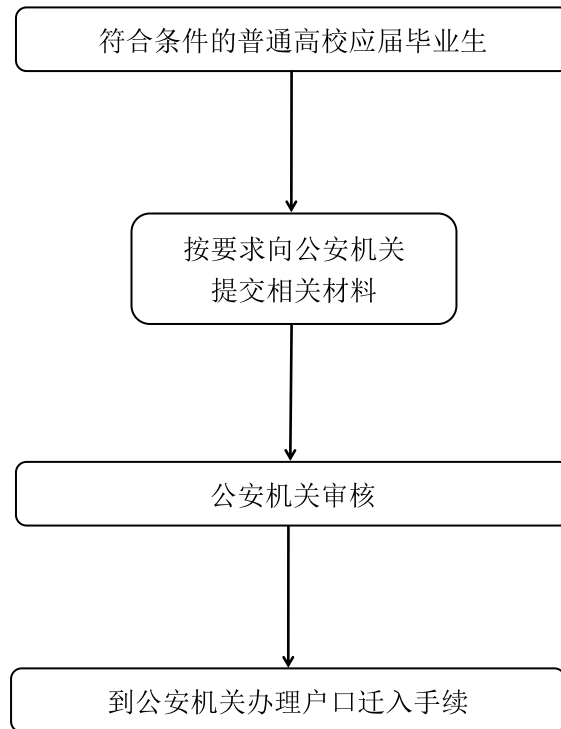 符合条件的普通高校应届毕业生
按要求向公安机关
提交相关材料
公安机关审核
到公安机关办理户口迁入手续